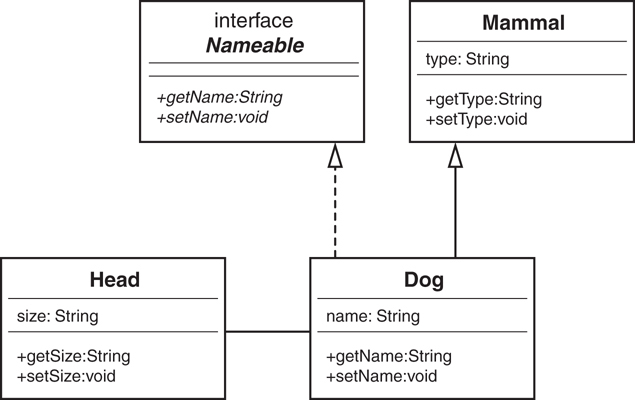 interface
Nameable
+getName:String
+setName:void
Mammal
type: String
+getType:String
+setType:void
Head
size: String
+getSize:String
+setSize:void
Dog
name: String
+getName:String
+setName:void